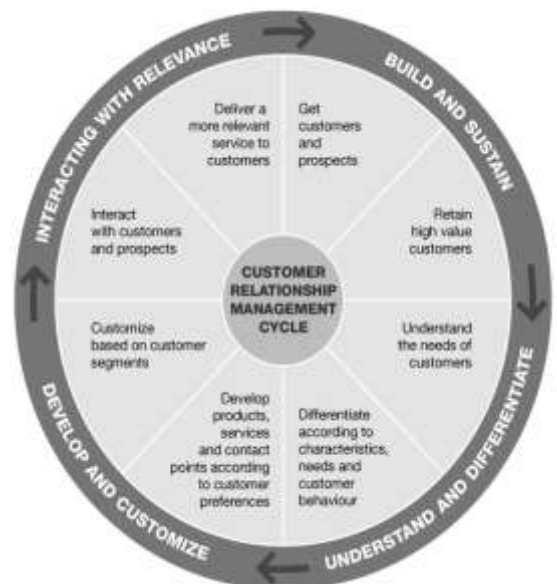 INTERACTING WITH RELEVANCE
BUILD AND SUSTAIN
Deliver a
more relevant
service to
customers
Get
customers
and
prospects
Interact
with customers
and prospects
Retain
high value
customers
CUSTOMER
RELATIONSHIP
MANAGEMENT
CYCLE
Customize
based on customer
segments
Understand
the needs of
customers
Develop
products,
services
and contact
points according
to customer
preferences
Differentiate
according to
characteristics,
needs and
customer
behaviour
DEVELOP AND CUSTOMIZE
UNDERSTAND AND DIFFERENTIATE